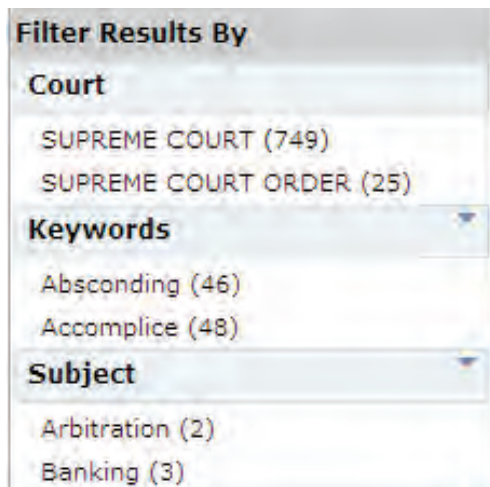 Filter Results By
Court
SUPREME COURT (749)
SUPREME COURT ORDER (25)
Keywords
Absconding (46)
Accomplice (48)
Subject
Arbitration (2)
Banking (3)